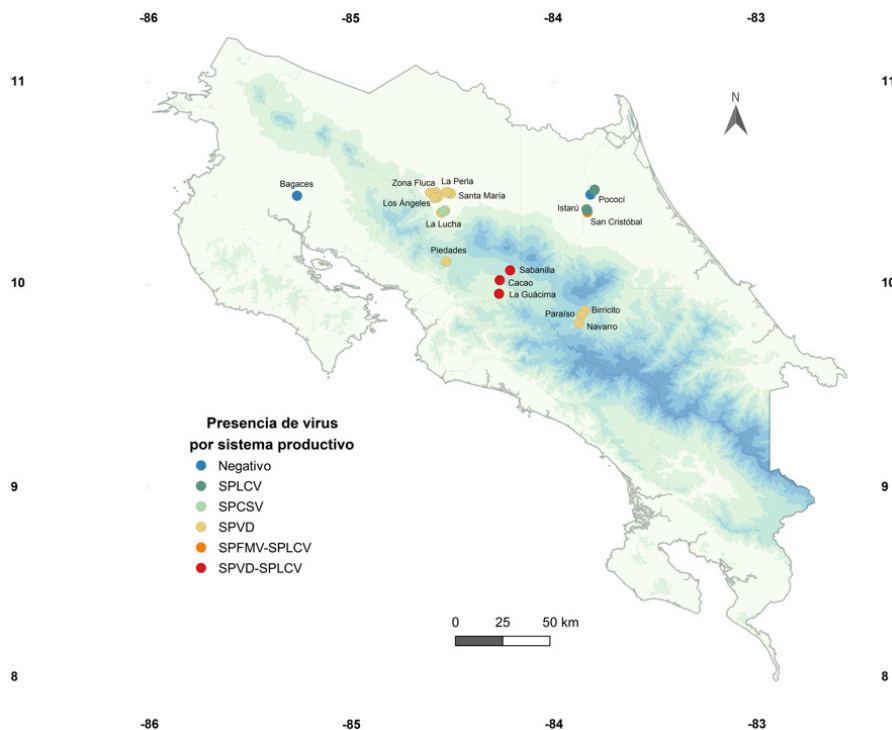 -86 -85 -84 -83
11 11
N
Zona Fluca La Perla
Bagaces Santa María Pococí
Los Ángeles Istarú
La Lucha San Cristóbal
Piedades
10 Sabanilla 10
Cacao
La Guácima
Paraíso Birricito
Navarro
Presencia de virus
por sistema productivo
Negativo
9 SPLCV 9
SPCSV
SPVD
SPFMV-SPLCV
SPVD-SPLCV
0 25 50 km
8 8
-86 -85 -84 -83